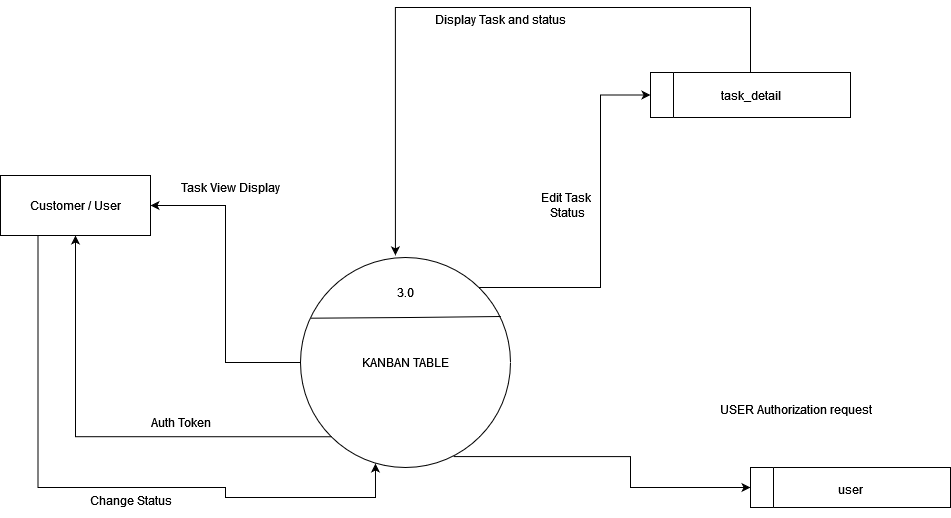 Display Task and status
task_detail
Task View Display
Customer / User
Edit Task
Status
3.0
KANBAN TABLE
USER Authorization request
Auth Token
user
Change Status